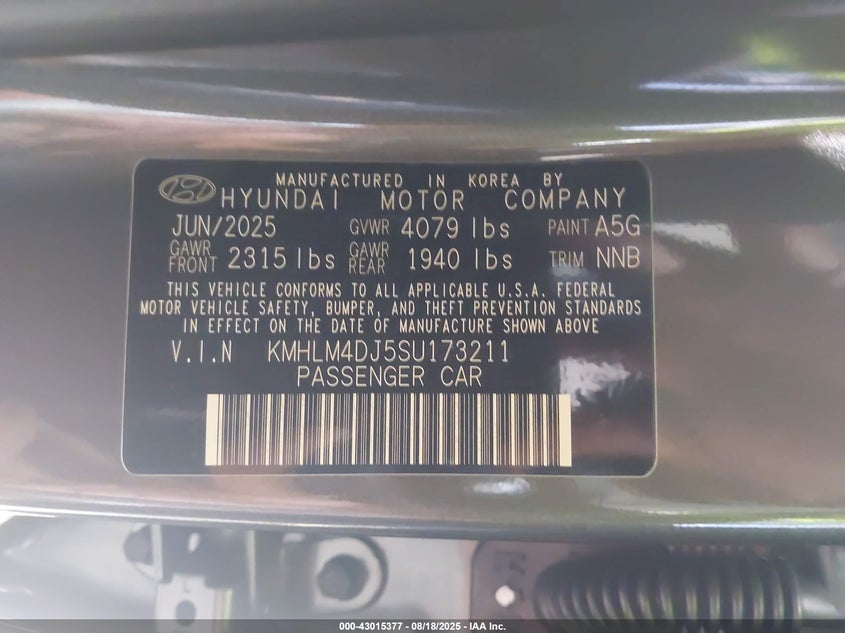 MANUFACTURED IN KOREA BY
HYUNDAI MOTOR COMPANY
JUN/2025 GVWR 4079 lbs PAINT A5G
GAWR FRONT 2315 lbs GAWR REAR 1940 lbs TRIM NNB
THIS VEHICLE CONFORMS TO ALL APPLICABLE U.S.A. FEDERAL
MOTOR VEHICLE SAFETY, BUMPER, AND THEFT PREVENTION STANDARDS
IN EFFECT ON THE DATE OF MANUFACTURE SHOWN ABOVE
V.I.N KMHLM4DJ5SU173211
PASSENGER CAR
000-43015377 - 08/18/2025 - IAA Inc.